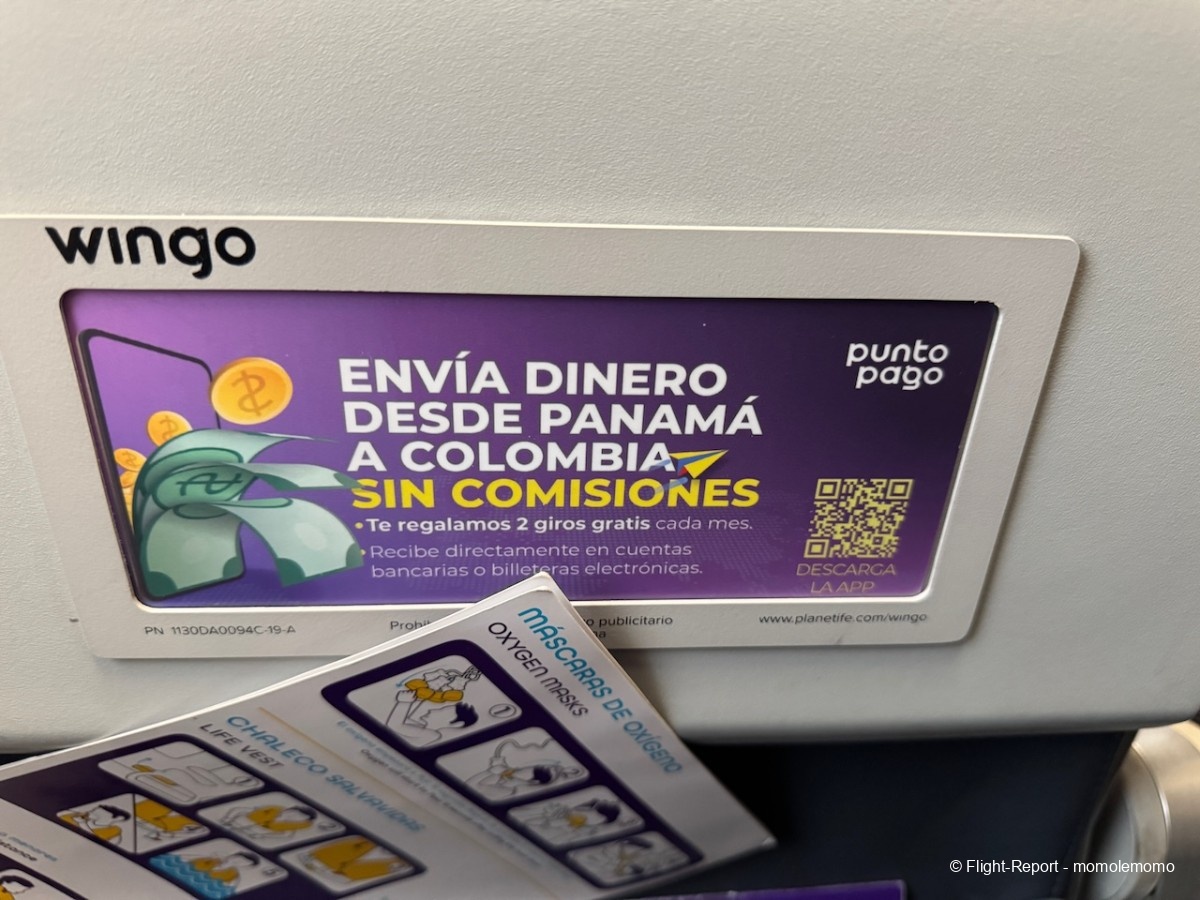 wingo
punto
pago
ENVÍA DINERO
DESDE PANAMÁ
A COLOMBIA
SIN COMISIONES
•Te regalamos 2 giros gratis cada mes.
•Recibe directamente en cuentas
bancarias o billeteras electrónicas.
DESCARGA
LA APP
PN 1130DA0094C-19-A
publicitario
www.planetlife.com/wingo
MÁSCARAS DE OXÍGENO
OXYGEN MASKS
1
CHALECO SALVAVIDAS
LIFE VEST
© Flight-Report - momolemomo